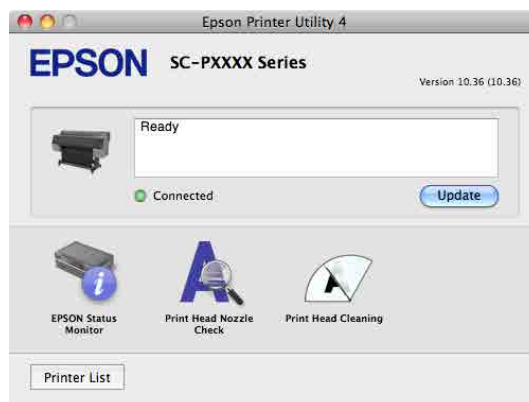 Epson Printer Utility 4
EPSON
SC-PXXXX Series
Version 10.36 (10.36)
Ready
Connected
Update
EPSON Status
Monitor
Print Head Nozzle
Check
Print Head Cleaning
Printer List